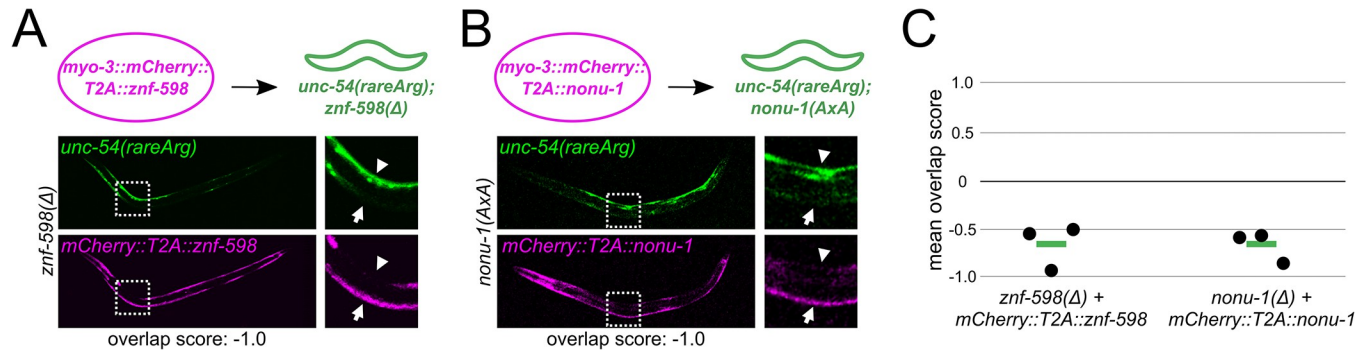 A
myo-3::mCherry::
T2A::znf-598
unc-54(rareArg);
znf-598(Δ)
znf-598(Δ)
unc-54(rareArg)
mCherry::T2A::znf-598
overlap score: -1.0
B
myo-3::mCherry::
T2A::nonu-1
unc-54(rareArg);
nonu-1(AxA)
nonu-1(AxA)
unc-54(rareArg)
mCherry::T2A::nonu-1
overlap score: -1.0
C
mean overlap score
1.0
0.5
0
-0.5
-1.0
znf-598(Δ) +
mCherry::T2A::znf-598
nonu-1(Δ) +
mCherry::T2A::nonu-1